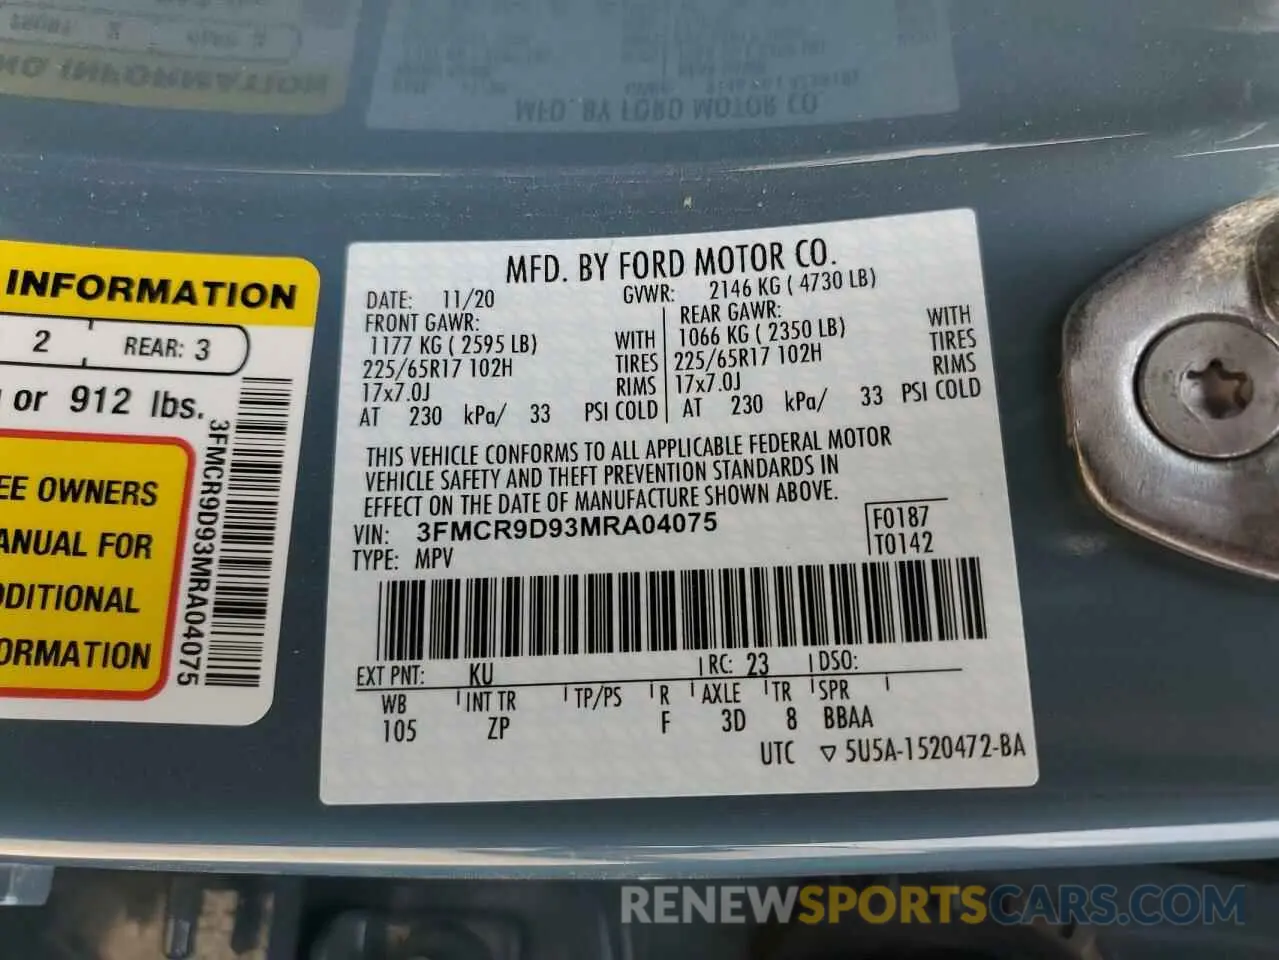 MFD. BY FORD MOTOR CO.
INFORMATION
2 REAR: 3
or 912 lbs.
EE OWNERS
ANUAL FOR
DDITIONAL
ORMATION
3FMCR9D93MRA04075
MFD. BY FORD MOTOR CO.
DATE: 11/20 GVWR: 2146 KG ( 4730 LB)
FRONT GAWR: REAR GAWR:
1177 KG ( 2595 LB) WITH 1066 KG ( 2350 LB) WITH
225/65R17 102H TIRES 225/65R17 102H TIRES
17x7.0J RIMS 17x7.0J RIMS
AT 230 kPa/ 33 PSI COLD AT 230 kPa/ 33 PSI COLD
THIS VEHICLE CONFORMS TO ALL APPLICABLE FEDERAL MOTOR
VEHICLE SAFETY AND THEFT PREVENTION STANDARDS IN
EFFECT ON THE DATE OF MANUFACTURE SHOWN ABOVE.
VIN: 3FMCR9D93MRA04075 F0187
TYPE: MPV T0142
EXT PNT: KU RC: 23 DSO:
WB INT TR TP/PS R AXLE TR SPR
105 ZP F 3D 8 BBAA
UTC ▽ 5U5A-1520472-BA
RENEWSPORTSCARS.COM